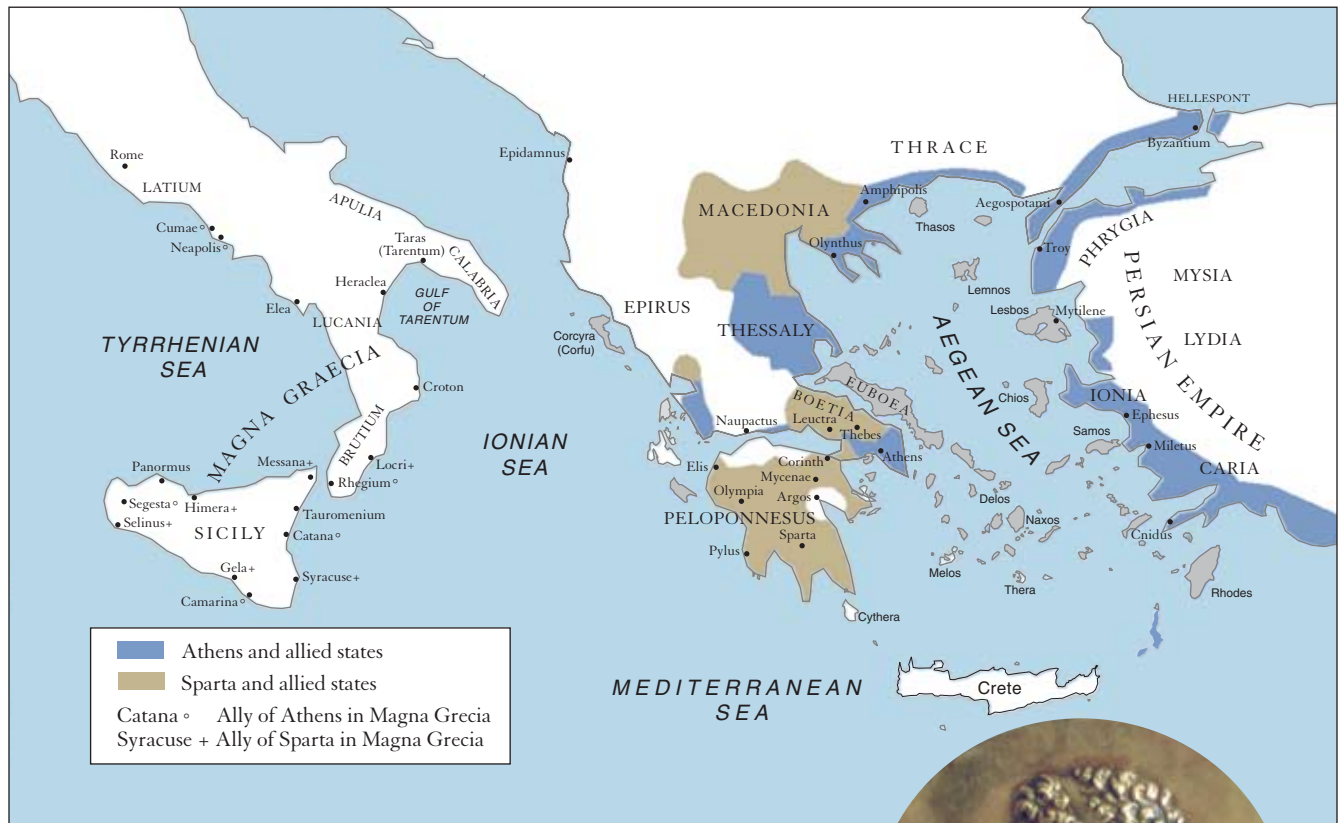 HELLESPONT
Byzantium
THRACE
Epidamnus
Rome
LATIUM
APULIA
Cumae◦
Neapolis◦
Taras
(Tarentum)
CALABRIA
Heraclea
GULF
OF
TARENTUM
Elea
LUCANIA
TYRRHENIAN
SEA
MAGNA GRAECIA
Croton
BRUTIUM
IONIAN
SEA
Panormus
Messana+
Locri+
Rhegium◦
Segesta◦
Himera+
Selinus+
SICILY
Tauromenium
Catana◦
Gela+
Syracuse+
Camarina◦
MACEDONIA
Amphipolis
Olynthus
Thasos
Aegospotami
Troy
PHRYGIA
MYSIA
PERSIAN EMPIRE
LYDIA
Lemnos
Lesbos
Mytilene
EPIRUS
THESSALY
Corcyra
(Corfu)
AEGEAN SEA
EUBOEA
BOETIA
Leuctra
Thebes
Naupactus
Athens
Chios
IONIA
Ephesus
Samos
Miletus
CARIA
Elis
Corinth
Mycenae
Olympia
Argos
PELOPONNESUS
Sparta
Pylus
Delos
Naxos
Cnidus
Melos
Thera
Rhodes
Cythera
Crete
MEDITERRANEAN
SEA
Athens and allied states
Sparta and allied states
Catana ◦ Ally of Athens in Magna Grecia
Syracuse + Ally of Sparta in Magna Grecia